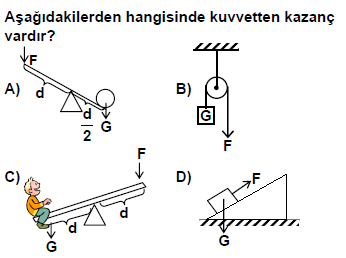 Aşağıdakilerden hangisinde kuvvetten kazanç
vardır?
F
A) d
d
2
G
B)
G
F
C)
F
d
d
G
D)
F
G